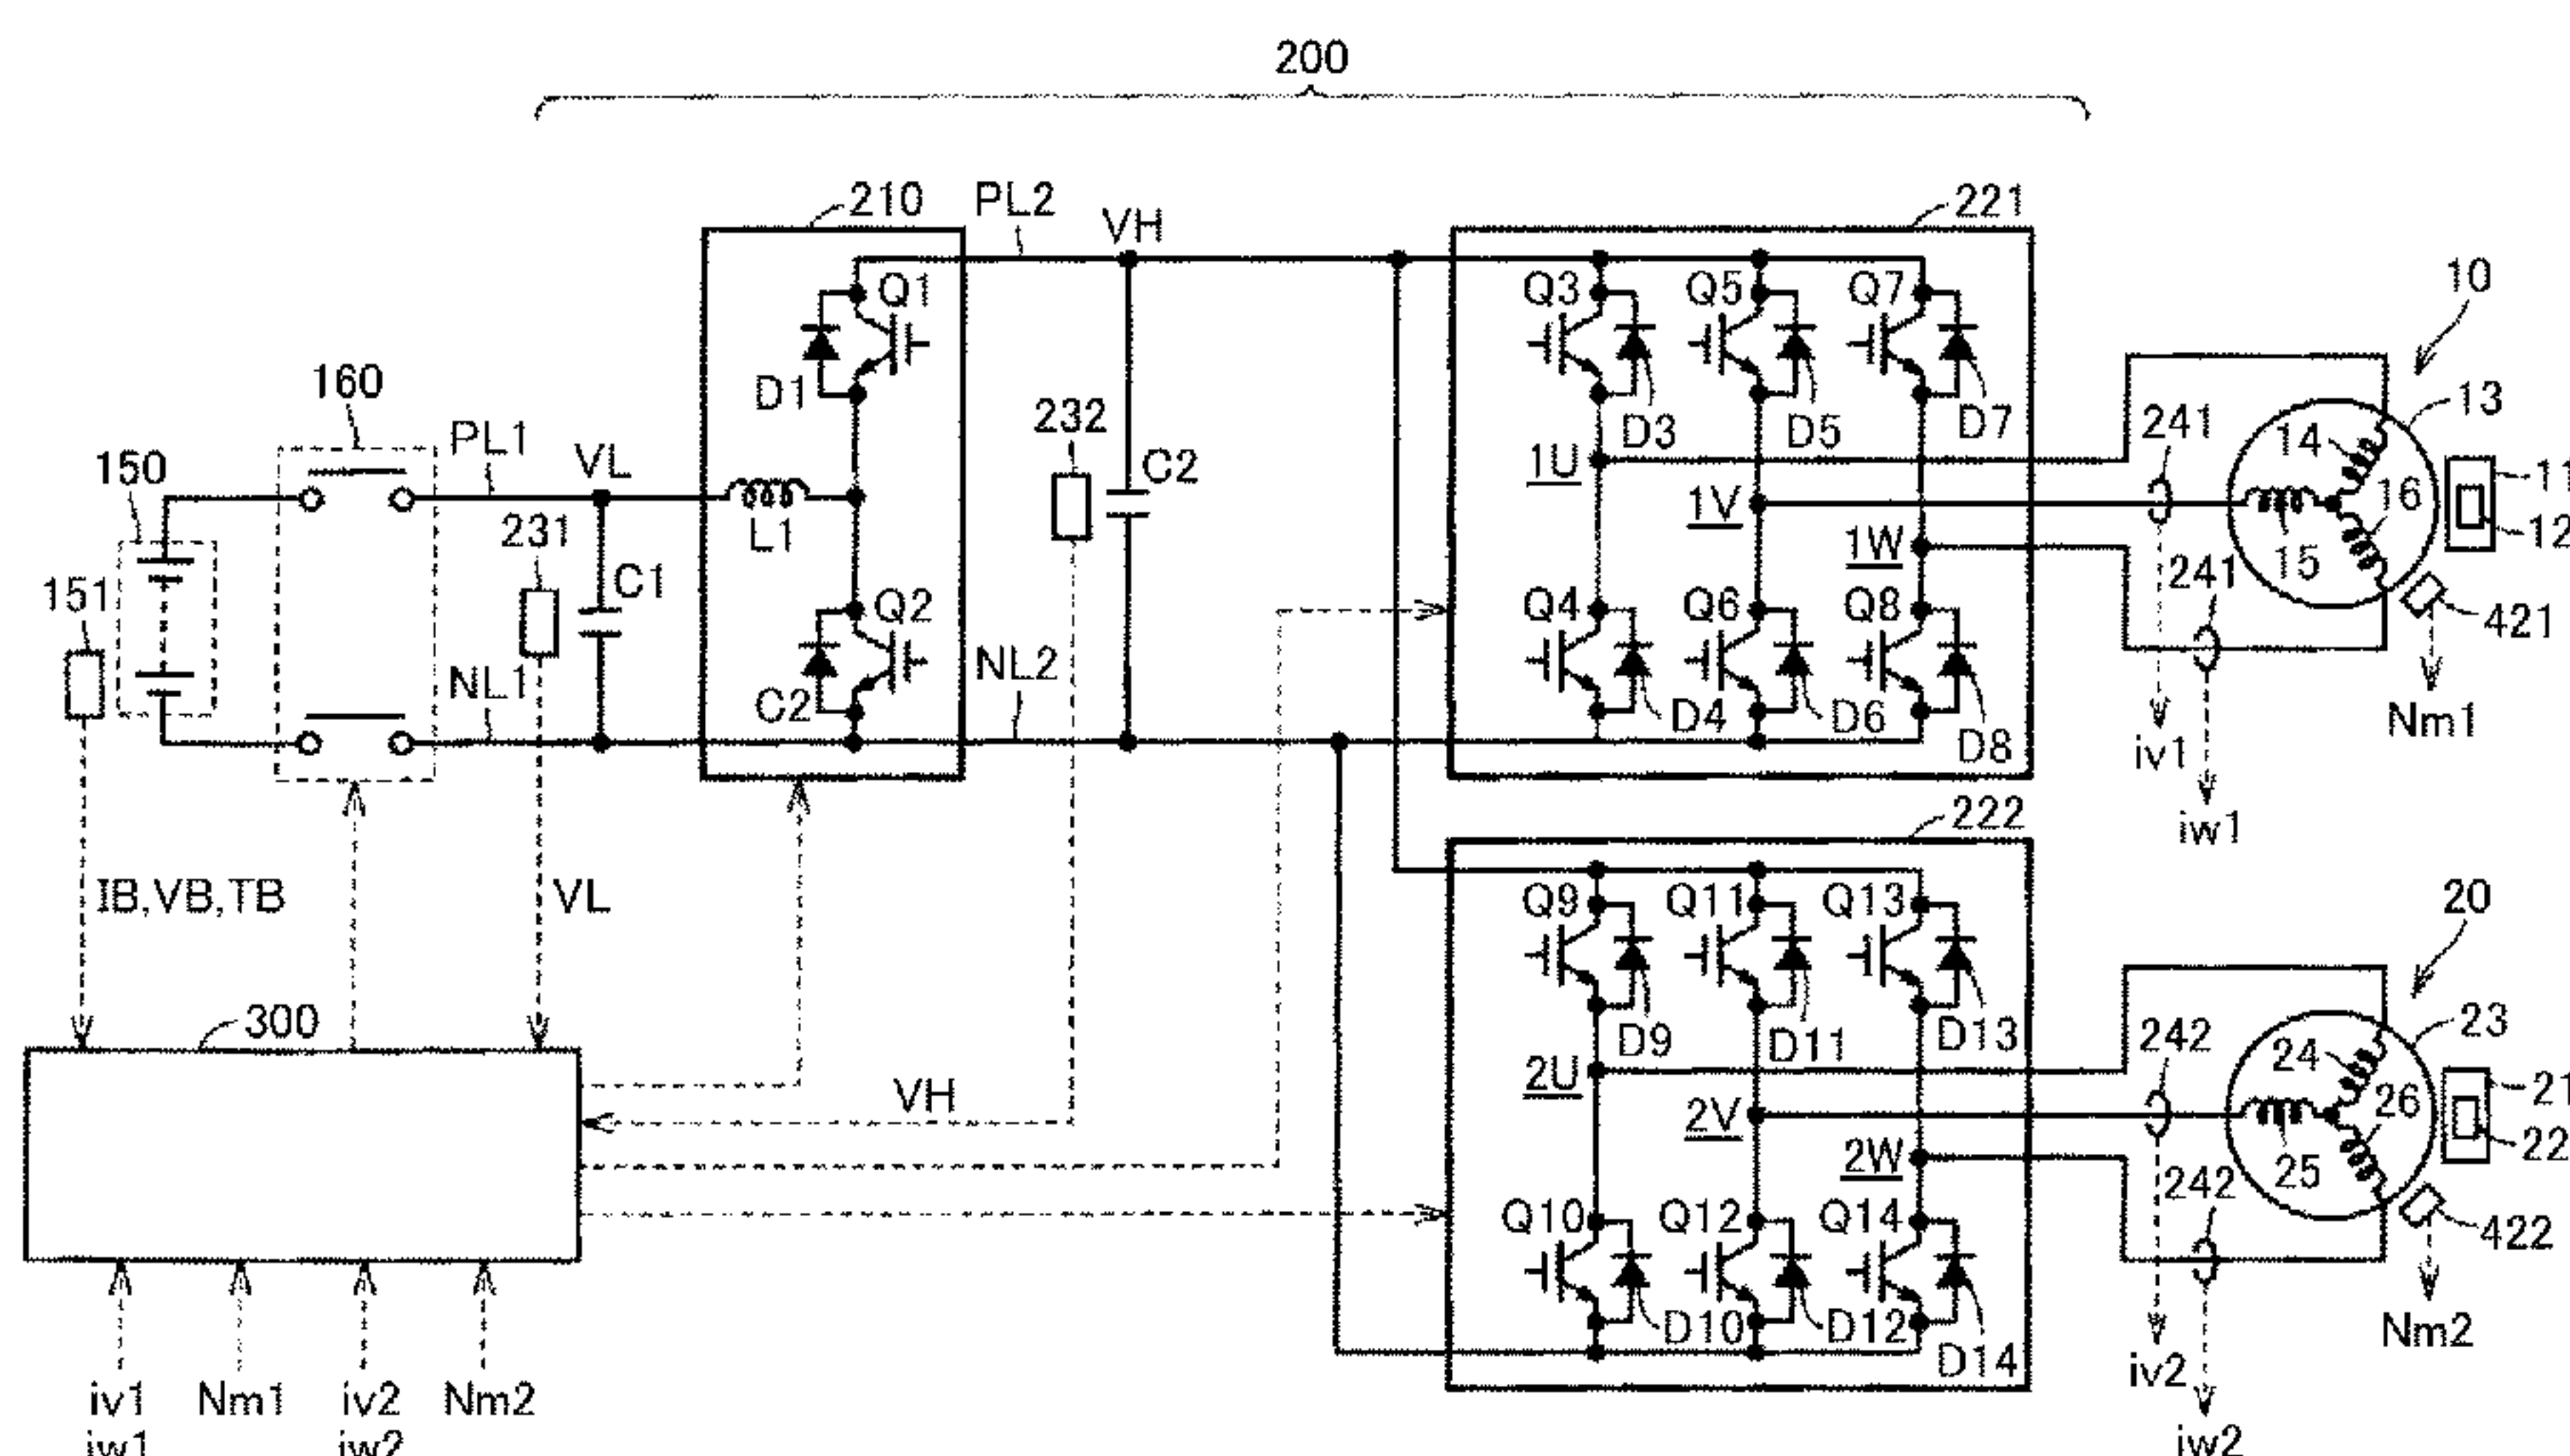 200
210
PL2
VH
221
Q1
Q3
Q5
Q7
10
160
D1
D3
D5
D7
13
150
PL1
VL
232
C2
1U
241
14
11
231
L1
1V
16
12
151
C1
1W
15
241
Q2
Q4
Q6
Q8
421
NL1
C2
NL2
D4
D6
D8
iv1
Nm1
222
iw1
IB,VB,TB
VL
Q9
Q11
Q13
20
300
D9
D11
D13
242
23
VH
2U
24
21
2V
26
22
2W
25
242
Q10
Q12
Q14
422
D10
D12
D14
iv2
Nm2
iv1
Nm1
iv2
Nm2
iw1
iw2
iw2